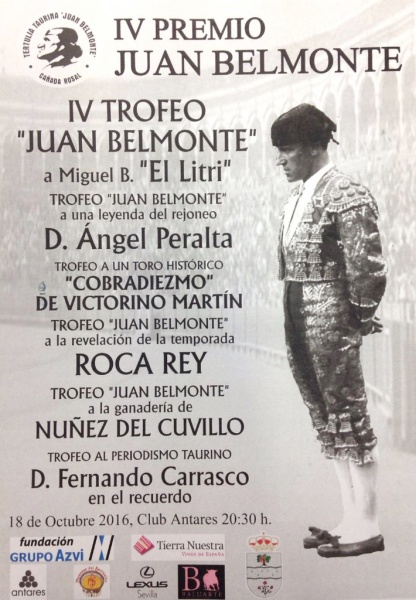 TERTULIA TAURINA "JUAN BELMONTE"
CAÑADA ROSAL
IV PREMIO
JUAN BELMONTE
IV TROFEO
"JUAN BELMONTE"
a Miguel B. "El Litri"
TROFEO "JUAN BELMONTE"
a una leyenda del rejoneo
D. Ángel Peralta
TROFEO A UN TORO HISTÓRICO
"COBRADIEZMO"
DE VICTORINO MARTÍN
TROFEO "JUAN BELMONTE"
a la revelación de la temporada
ROCA REY
TROFEO "JUAN BELMONTE"
a la ganadería de
NUÑEZ DEL CUVILLO
TROFEO AL PERIODISMO TAURINO
D. Fernando Carrasco
en el recuerdo
18 de Octubre 2016, Club Antares 20:30 h.
fundación
GRUPO Azvi
Tierra Nuestra
antares
LEXUS
Sevilla
B